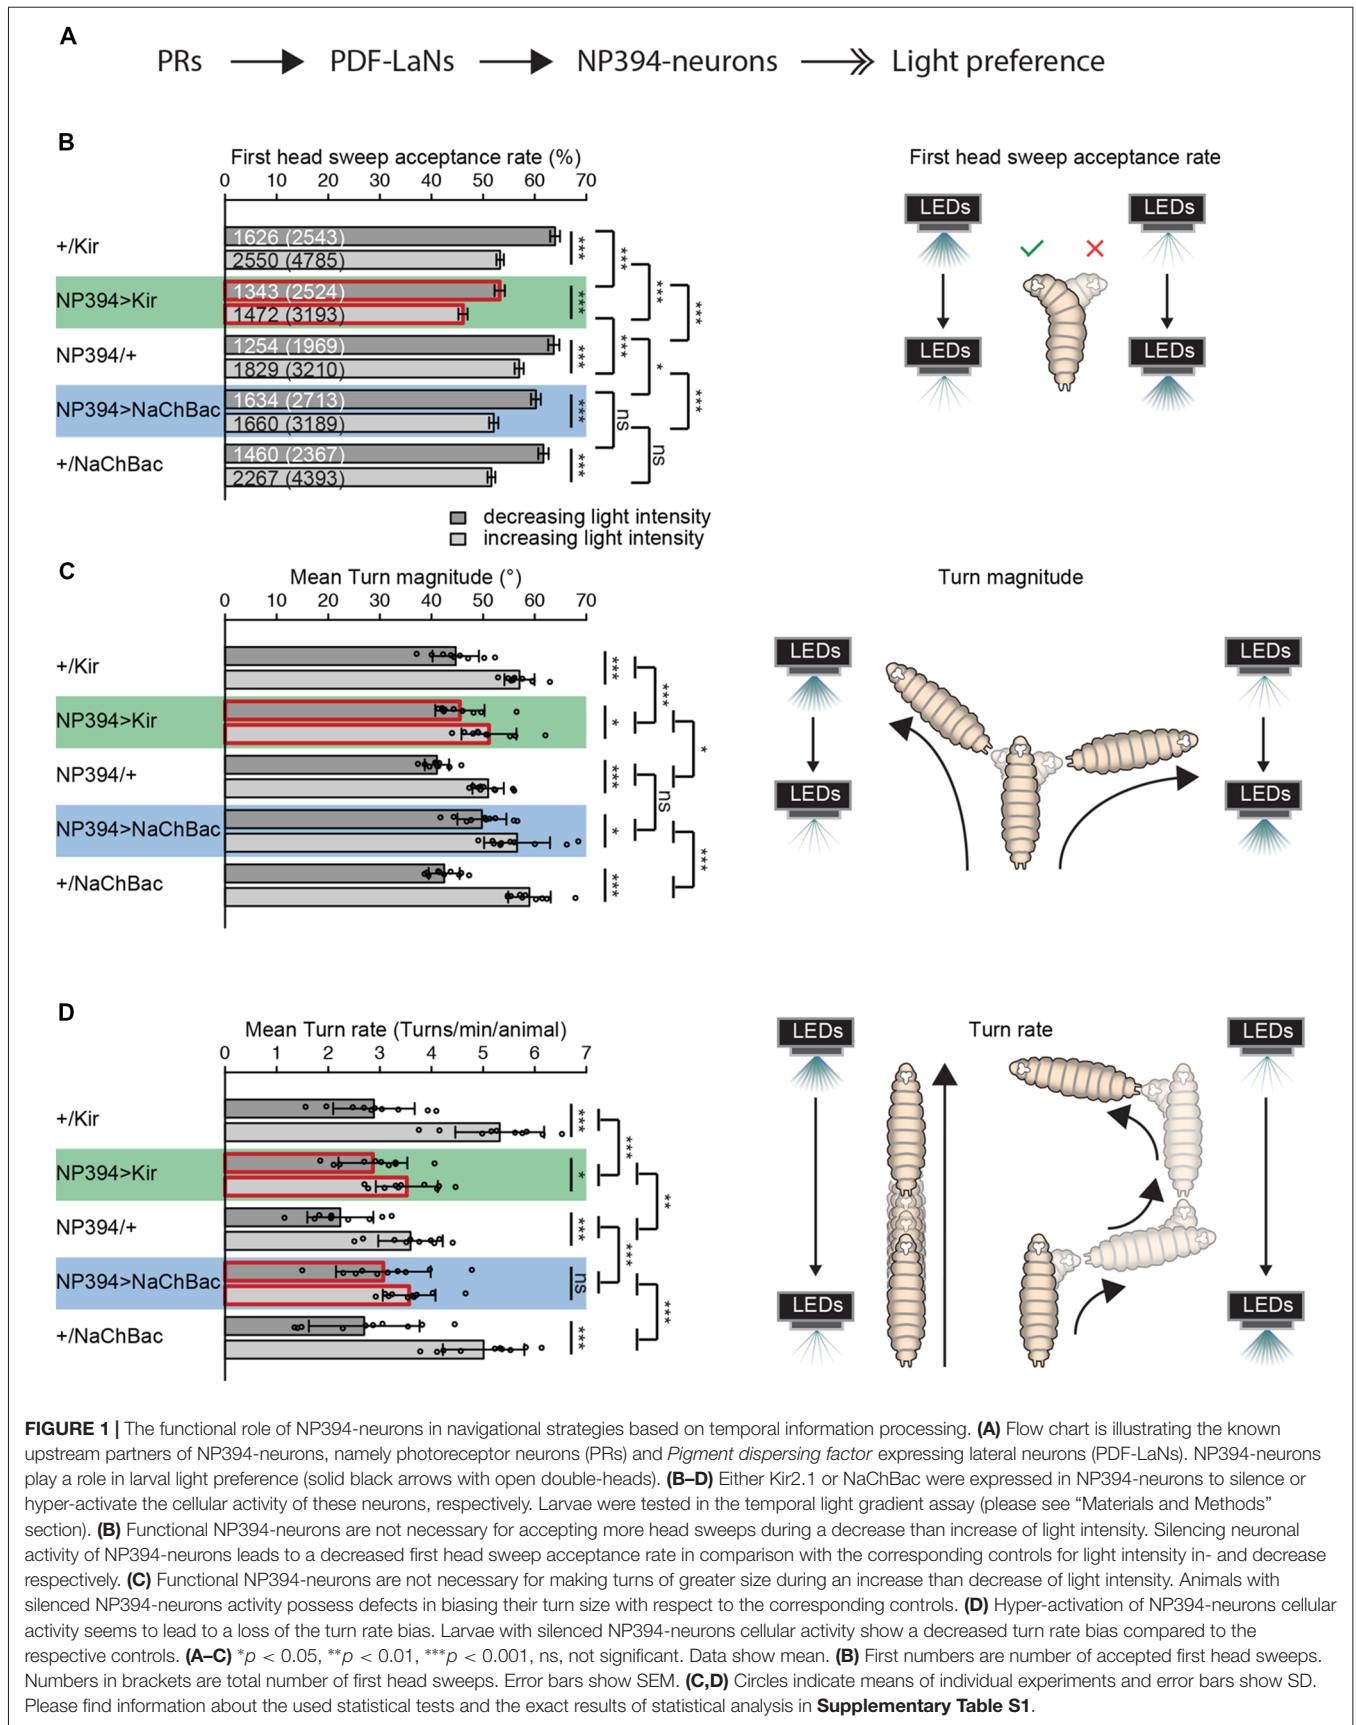 A
PRs
PDF-LaNs
NP394-neurons
Light preference
B
First head sweep acceptance rate (%)
0 10 20 30 40 50 60 70
+/Kir
1626 (2543)
2550 (4785)
***
NP394>Kir
1343 (2524)
1472 (3193)
***
NP394/+
1254 (1969)
1829 (3210)
***
NP394>NaChBac
1634 (2713)
1660 (3189)
***
+/NaChBac
1460 (2367)
2267 (4393)
***
***
***
***
***
*
***
ns
ns
decreasing light intensity
increasing light intensity
First head sweep acceptance rate
LEDs
LEDs
LEDs
LEDs
C
Mean Turn magnitude (°)
0 10 20 30 40 50 60 70
+/Kir
***
NP394>Kir
*
NP394/+
***
NP394>NaChBac
*
+/NaChBac
***
***
*
ns
***
Turn magnitude
LEDs
LEDs
LEDs
LEDs
D
Mean Turn rate (Turns/min/animal)
0 1 2 3 4 5 6 7
+/Kir
***
NP394>Kir
*
NP394/+
***
NP394>NaChBac
ns
+/NaChBac
***
***
**
***
***
Turn rate
LEDs
LEDs
LEDs
LEDs
FIGURE 1 | The functional role of NP394-neurons in navigational strategies based on temporal information processing. (A) Flow chart is illustrating the known
upstream partners of NP394-neurons, namely photoreceptor neurons (PRs) and Pigment dispersing factor expressing lateral neurons (PDF-LaNs). NP394-neurons
play a role in larval light preference (solid black arrows with open double-heads). (B–D) Either Kir2.1 or NaChBac were expressed in NP394-neurons to silence or
hyper-activate the cellular activity of these neurons, respectively. Larvae were tested in the temporal light gradient assay (please see “Materials and Methods”
section). (B) Functional NP394-neurons are not necessary for accepting more head sweeps during a decrease than increase of light intensity. Silencing neuronal
activity of NP394-neurons leads to a decreased first head sweep acceptance rate in comparison with the corresponding controls for light intensity in- and decrease
respectively. (C) Functional NP394-neurons are not necessary for making turns of greater size during an increase than decrease of light intensity. Animals with
silenced NP394-neurons activity possess defects in biasing their turn size with respect to the corresponding controls. (D) Hyper-activation of NP394-neurons cellular
activity seems to lead to a loss of the turn rate bias. Larvae with silenced NP394-neurons cellular activity show a decreased turn rate bias compared to the
respective controls. (A–C) *p < 0.05, **p < 0.01, ***p < 0.001, ns, not significant. Data show mean. (B) First numbers are number of accepted first head sweeps.
Numbers in brackets are total number of first head sweeps. Error bars show SEM. (C,D) Circles indicate means of individual experiments and error bars show SD.
Please find information about the used statistical tests and the exact results of statistical analysis in Supplementary Table S1.